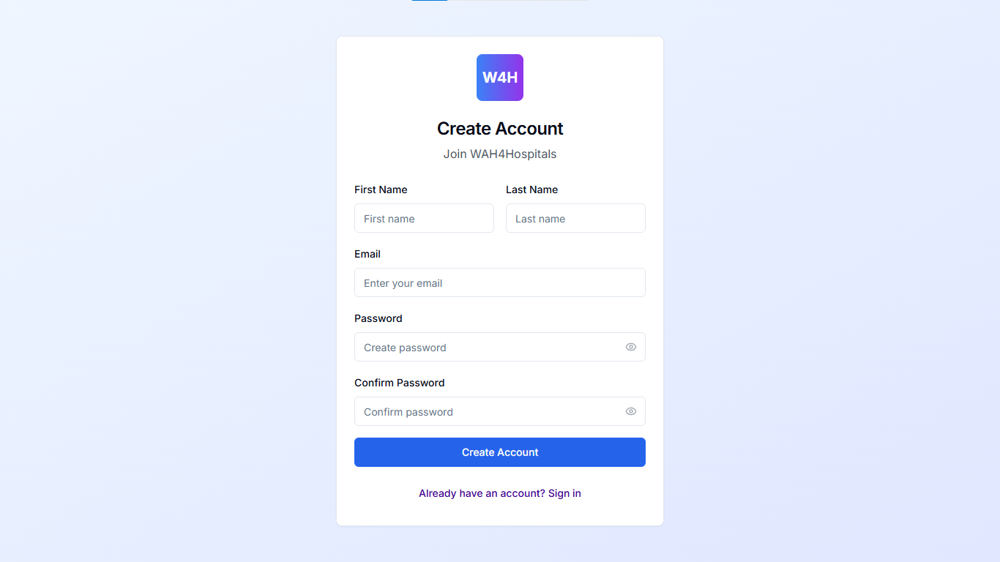 W4H
Create Account
Join WAH4Hospitals
First Name Last Name
First name Last name
Email
Enter your email
Password
Create password
Confirm Password
Confirm password
Create Account
Already have an account? Sign in